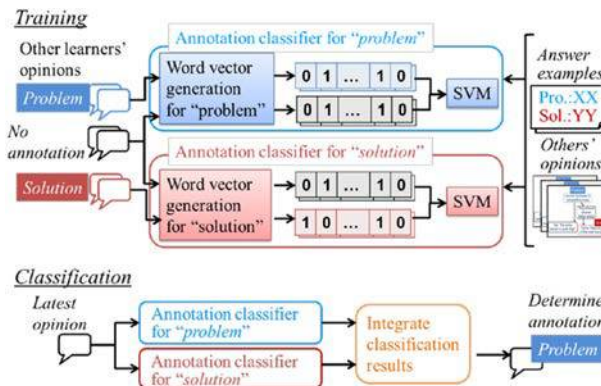 Training
Other learners'
opinions
Problem
No
annotation
Solution
Annotation classifier for "problem"
Word vector
generation
for "problem"
0 1 ... 1 0
0 1 ... 1 0
SVM
Annotation classifier for "solution"
Word vector
generation
for "solution"
0 1 ... 1 0
1 0 ... 1 0
SVM
Answer
examples
Pro.:XX
Sol.:YY
Others'
opinions
Classification
Latest
opinion
Annotation classifier
for "problem"
Annotation classifier
for "solution"
Integrate
classification
results
Determine
annotation
Problem